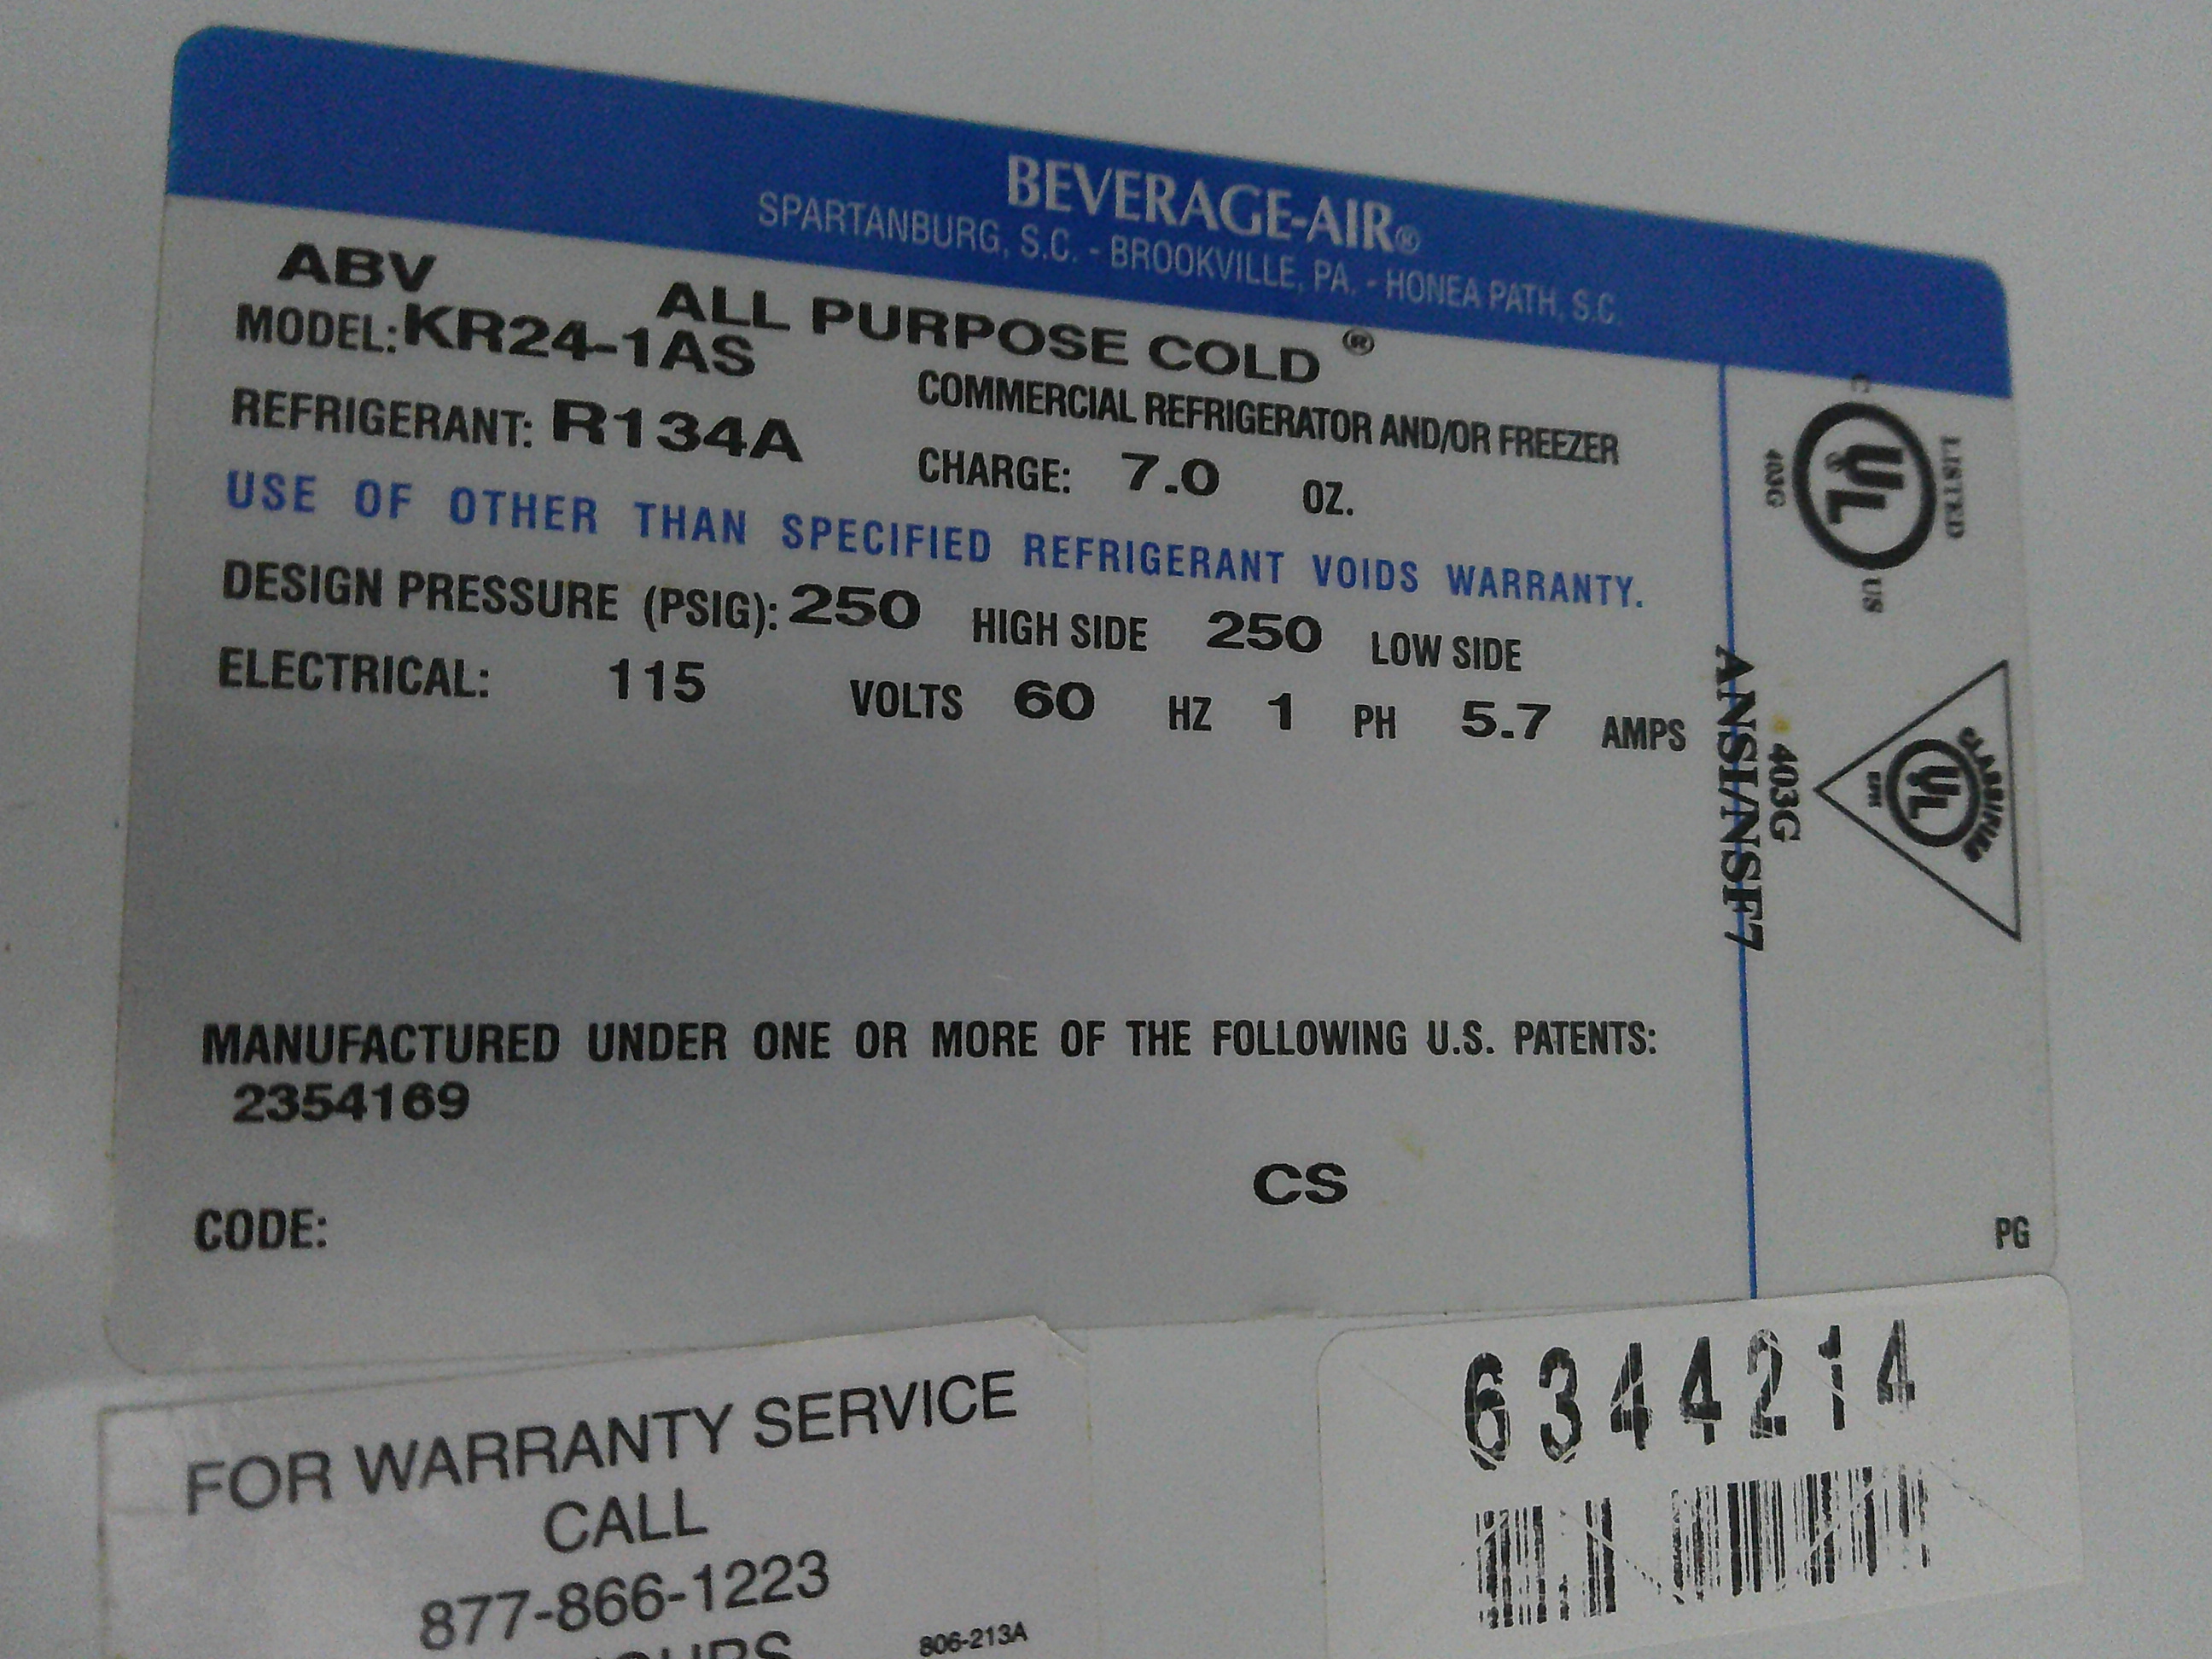 BEVERAGE-AIR®
SPARTANBURG, S.C. - BROOKVILLE, PA. - HONEA PATH, S.C.
ABV
ALL PURPOSE COLD ®
MODEL: KR24-1AS
COMMERCIAL REFRIGERATOR AND/OR FREEZER
REFRIGERANT: R134A CHARGE: 7.0 OZ.
USE OF OTHER THAN SPECIFIED REFRIGERANT VOIDS WARRANTY.
DESIGN PRESSURE (PSIG): 250 HIGH SIDE 250 LOW SIDE
ELECTRICAL: 115 VOLTS 60 HZ 1 PH 5.7 AMPS
MANUFACTURED UNDER ONE OR MORE OF THE FOLLOWING U.S. PATENTS:
2354169
CS
CODE:
PG
LISTED
C UL® US
403G
UL
403G
ANSI/NSF7
FOR WARRANTY SERVICE
CALL
877-866-1223
HOURS
806-213A
6344214